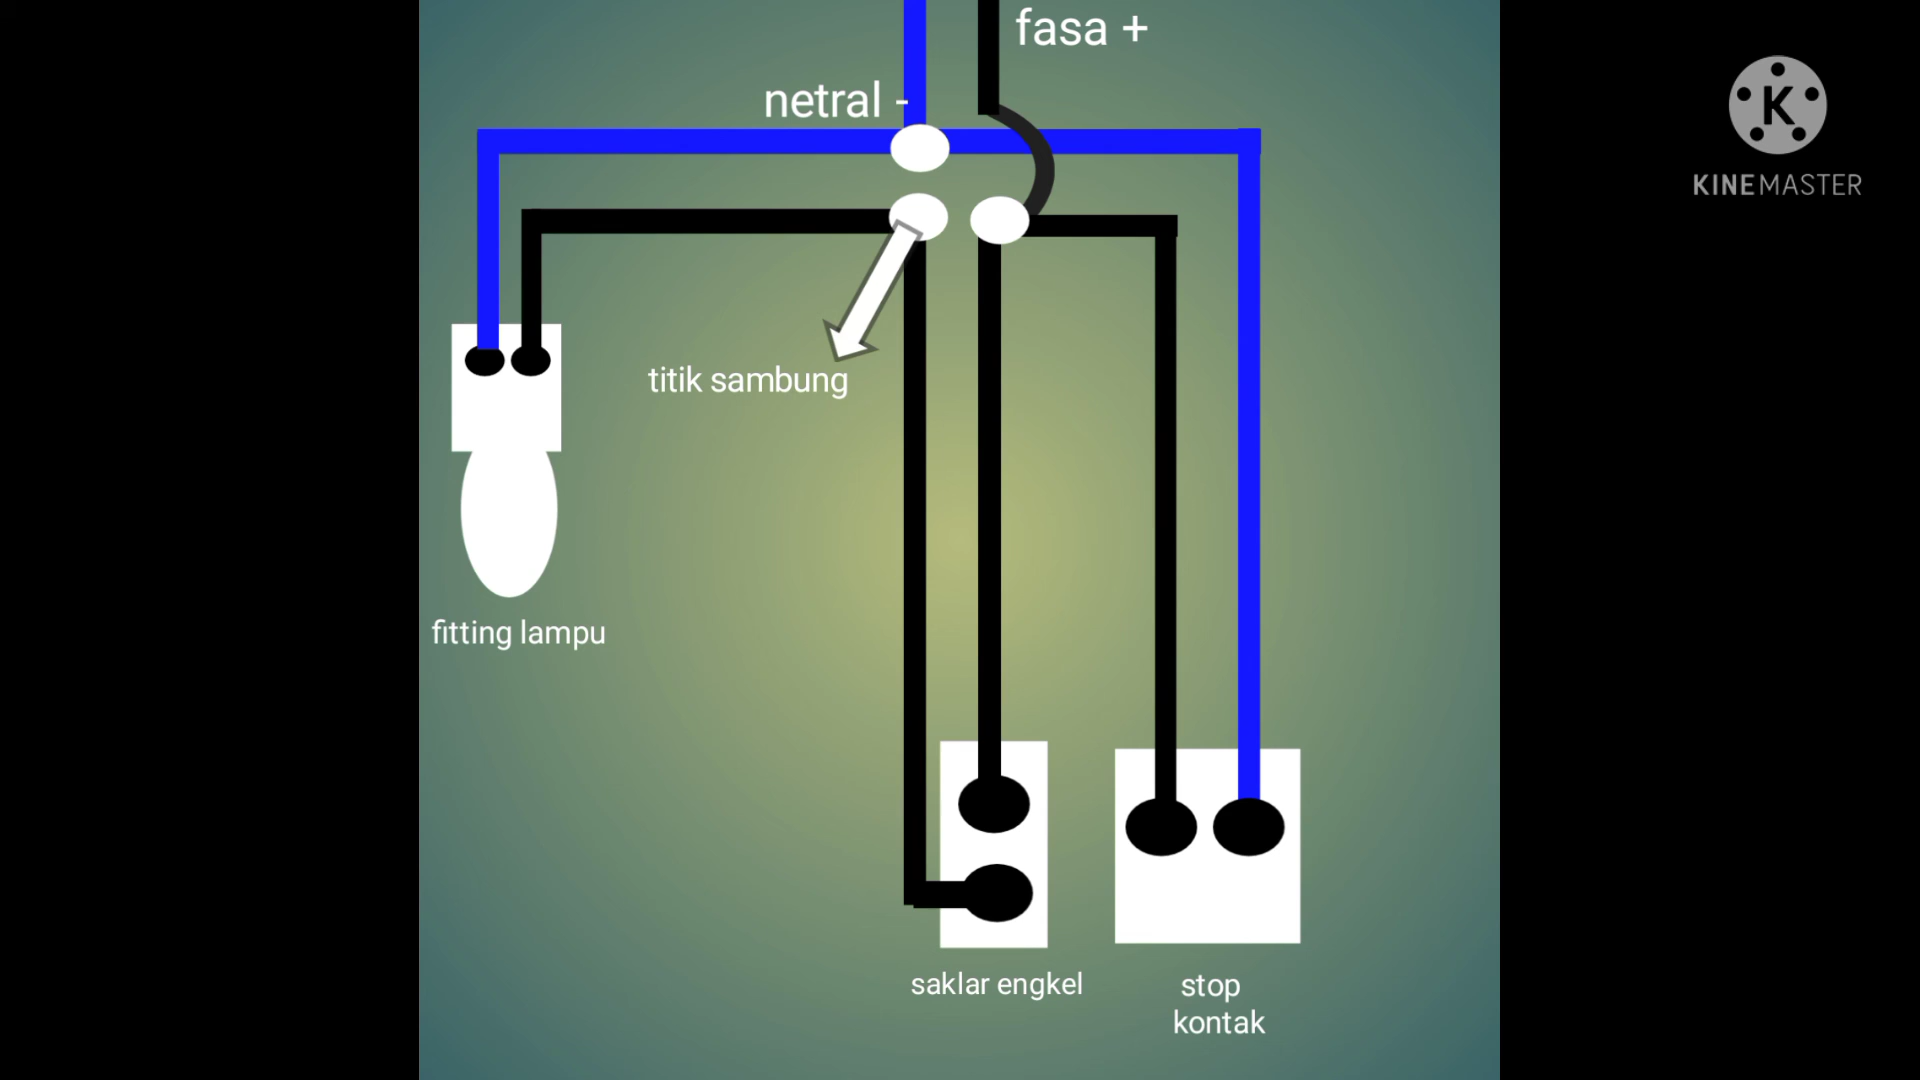 fasa +
netral -
K
KINEMASTER
titik sambung
fitting lampu
saklar engkel
stop
kontak